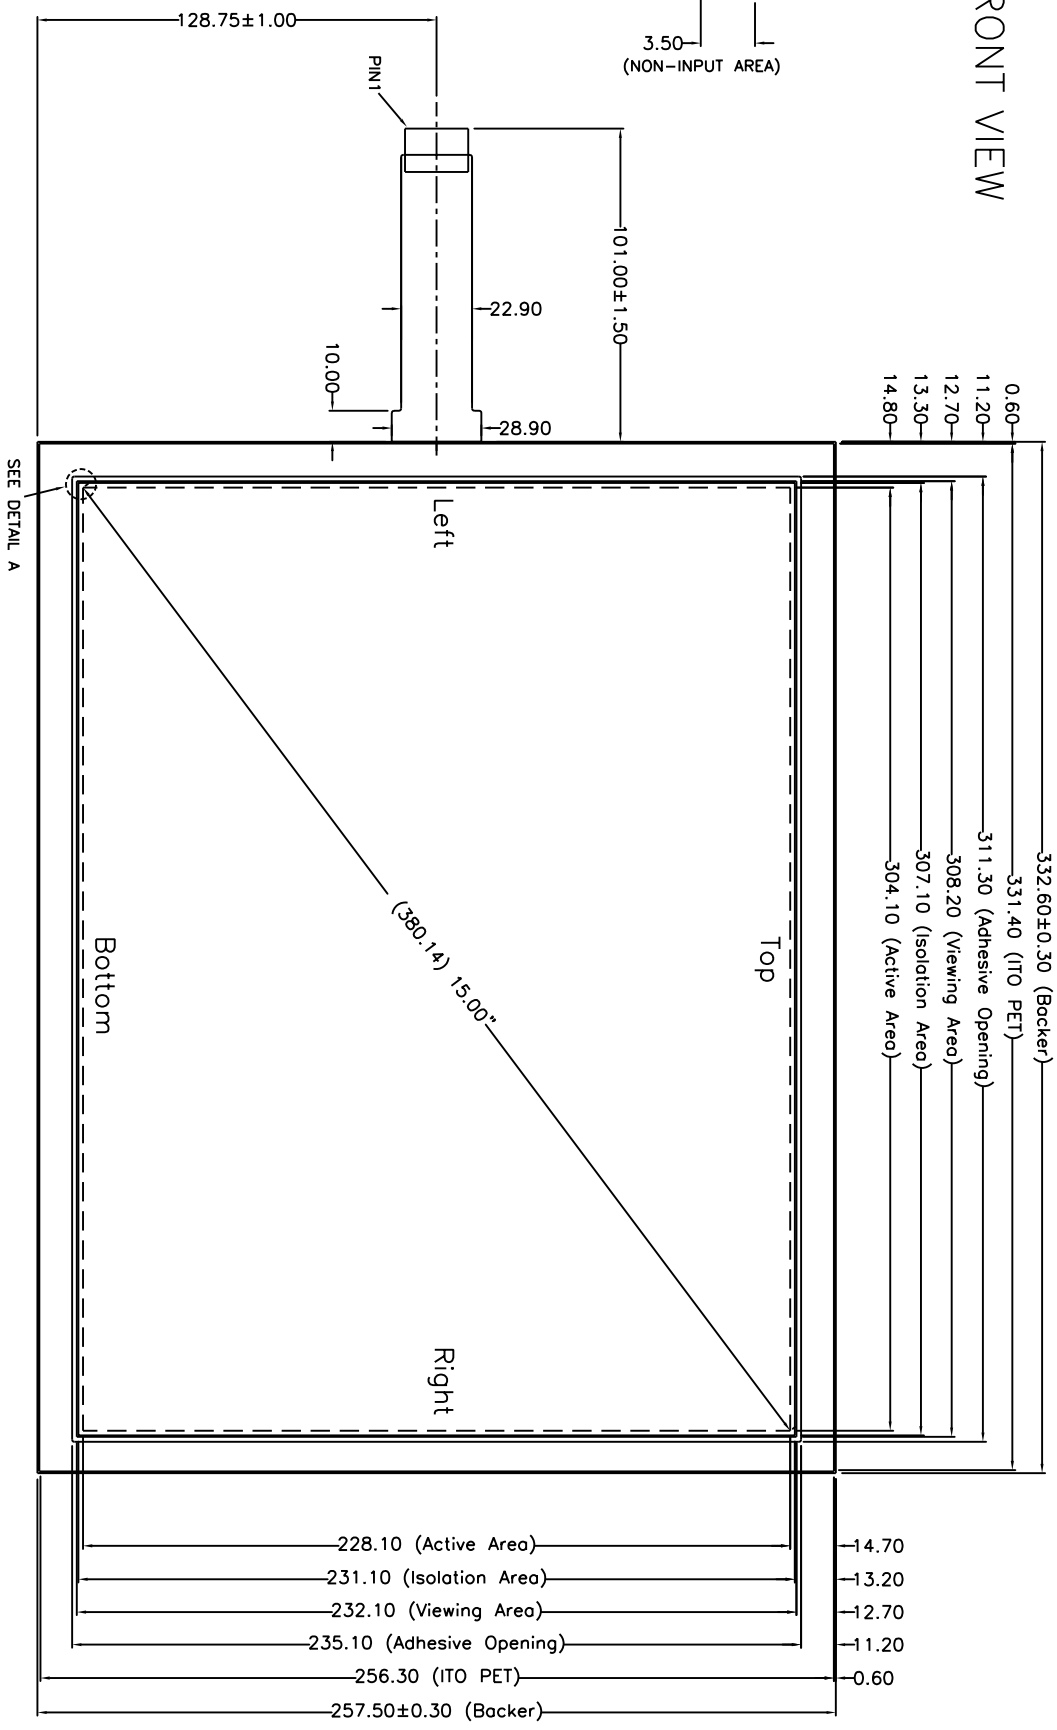 RONT VIEW
128.75±1.00
3.50
(NON-INPUT AREA)
PIN1
101.00±1.50
22.90
10.00
28.90
0.60
11.20
12.70
13.30
14.80
332.60±0.30 (Backer)
331.40 (ITO PET)
311.30 (Adhesive Opening)
308.20 (Viewing Area)
307.10 (Isolation Area)
304.10 (Active Area)
SEE DETAIL A
Left
Top
(380.14) 15.00"
Bottom
Right
228.10 (Active Area)
14.70
231.10 (Isolation Area)
13.20
232.10 (Viewing Area)
12.70
235.10 (Adhesive Opening)
11.20
256.30 (ITO PET)
0.60
257.50±0.30 (Backer)